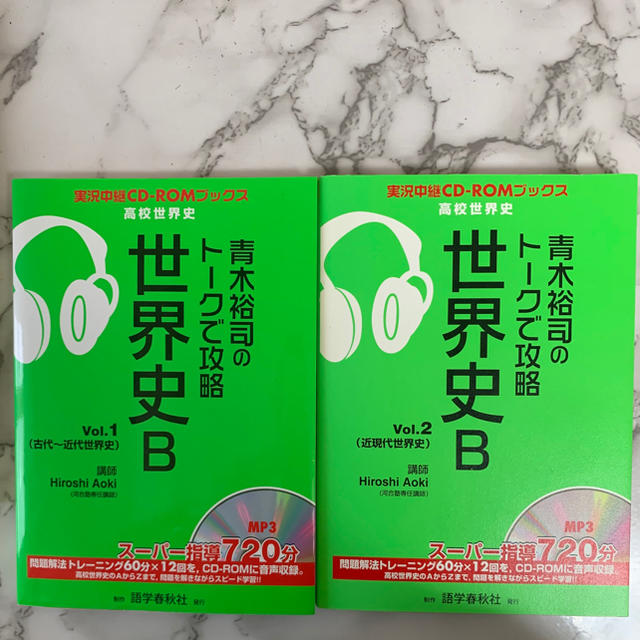 実況中継CD-ROMブックス
高校世界史
青木裕司の
トークで攻略
世界史B
Vol.1
(古代〜近代世界史)
講師
Hiroshi Aoki
(河合塾専任講師)
MP3
スーパー指導720分
問題解法トレーニング60分×12回を、CD-ROMに音声収録。
高校世界史のAからZまで、問題を解きながらスピード学習!!
制作 語学春秋社 発行
実況中継CD-ROMブックス
高校世界史
青木裕司の
トークで攻略
世界史B
Vol.2
(近現代世界史)
講師
Hiroshi Aoki
(河合塾専任講師)
MP3
スーパー指導720分
問題解法トレーニング60分×12回を、CD-ROMに音声収録。
高校世界史のAからZまで、問題を解きながらスピード学習!!
制作 語学春秋社 発行